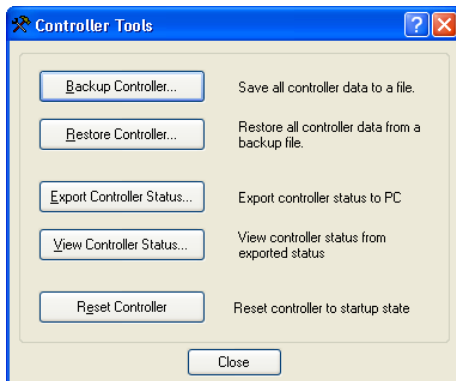 Controller Tools
Backup Controller...
Save all controller data to a file.
Restore Controller...
Restore all controller data from a
backup file.
Export Controller Status...
Export controller status to PC
View Controller Status...
View controller status from
exported status
Reset Controller
Reset controller to startup state
Close